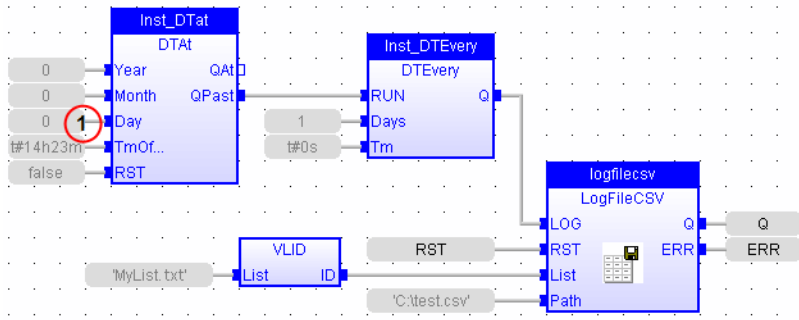 Inst_DTat
DTAt
0 Year QAt
0 Month QPast
0 1 Day
t#14h23m TmOf...
false RST
Inst_DTEvery
DTEvery
RUN Q
1 Days
t#0s Tm
logfilecsv
LogFileCSV
LOG Q Q
RST RST ERR ERR
VLID
'MyList.txt' List ID List
'C:\test.csv' Path